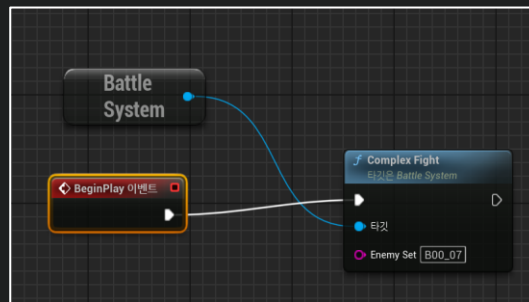 Battle
System
BeginPlay 이벤트
f Complex Fight
타깃은 Battle System
타깃
Enemy Set B00_07